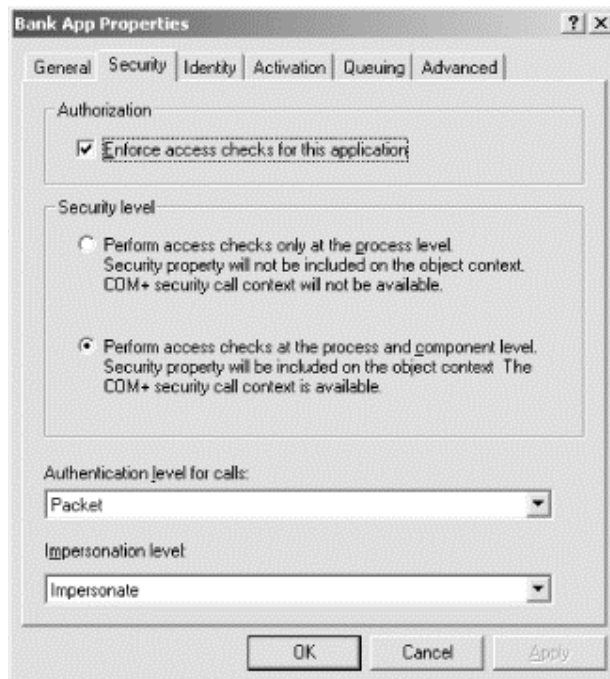 Bank App Properties
General Security Identity Activation Queuing Advanced
Authorization
Enforce access checks for this application
Security level
Perform access checks only at the process level.
Security property will not be included on the object context.
COM+ security call context will not be available.
Perform access checks at the process and component level.
Security property will be included on the object context The
COM+ security call context is available.
Authentication level for calls:
Packet
Impersonation level:
Impersonate
OK Cancel Apply